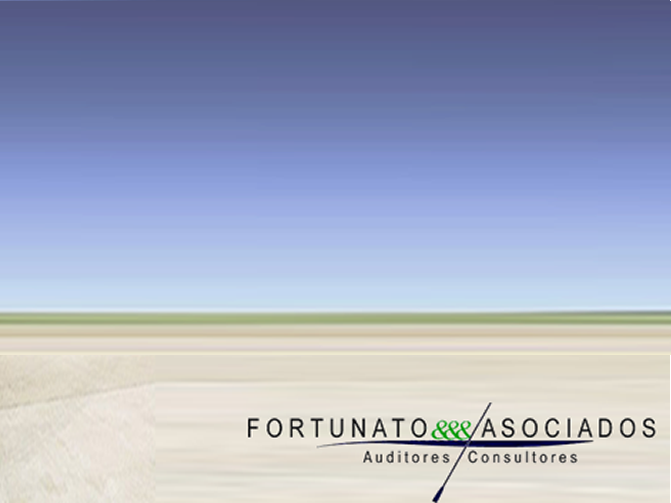 FORTUNATO &&& ASOCIADOS
Auditores Consultores